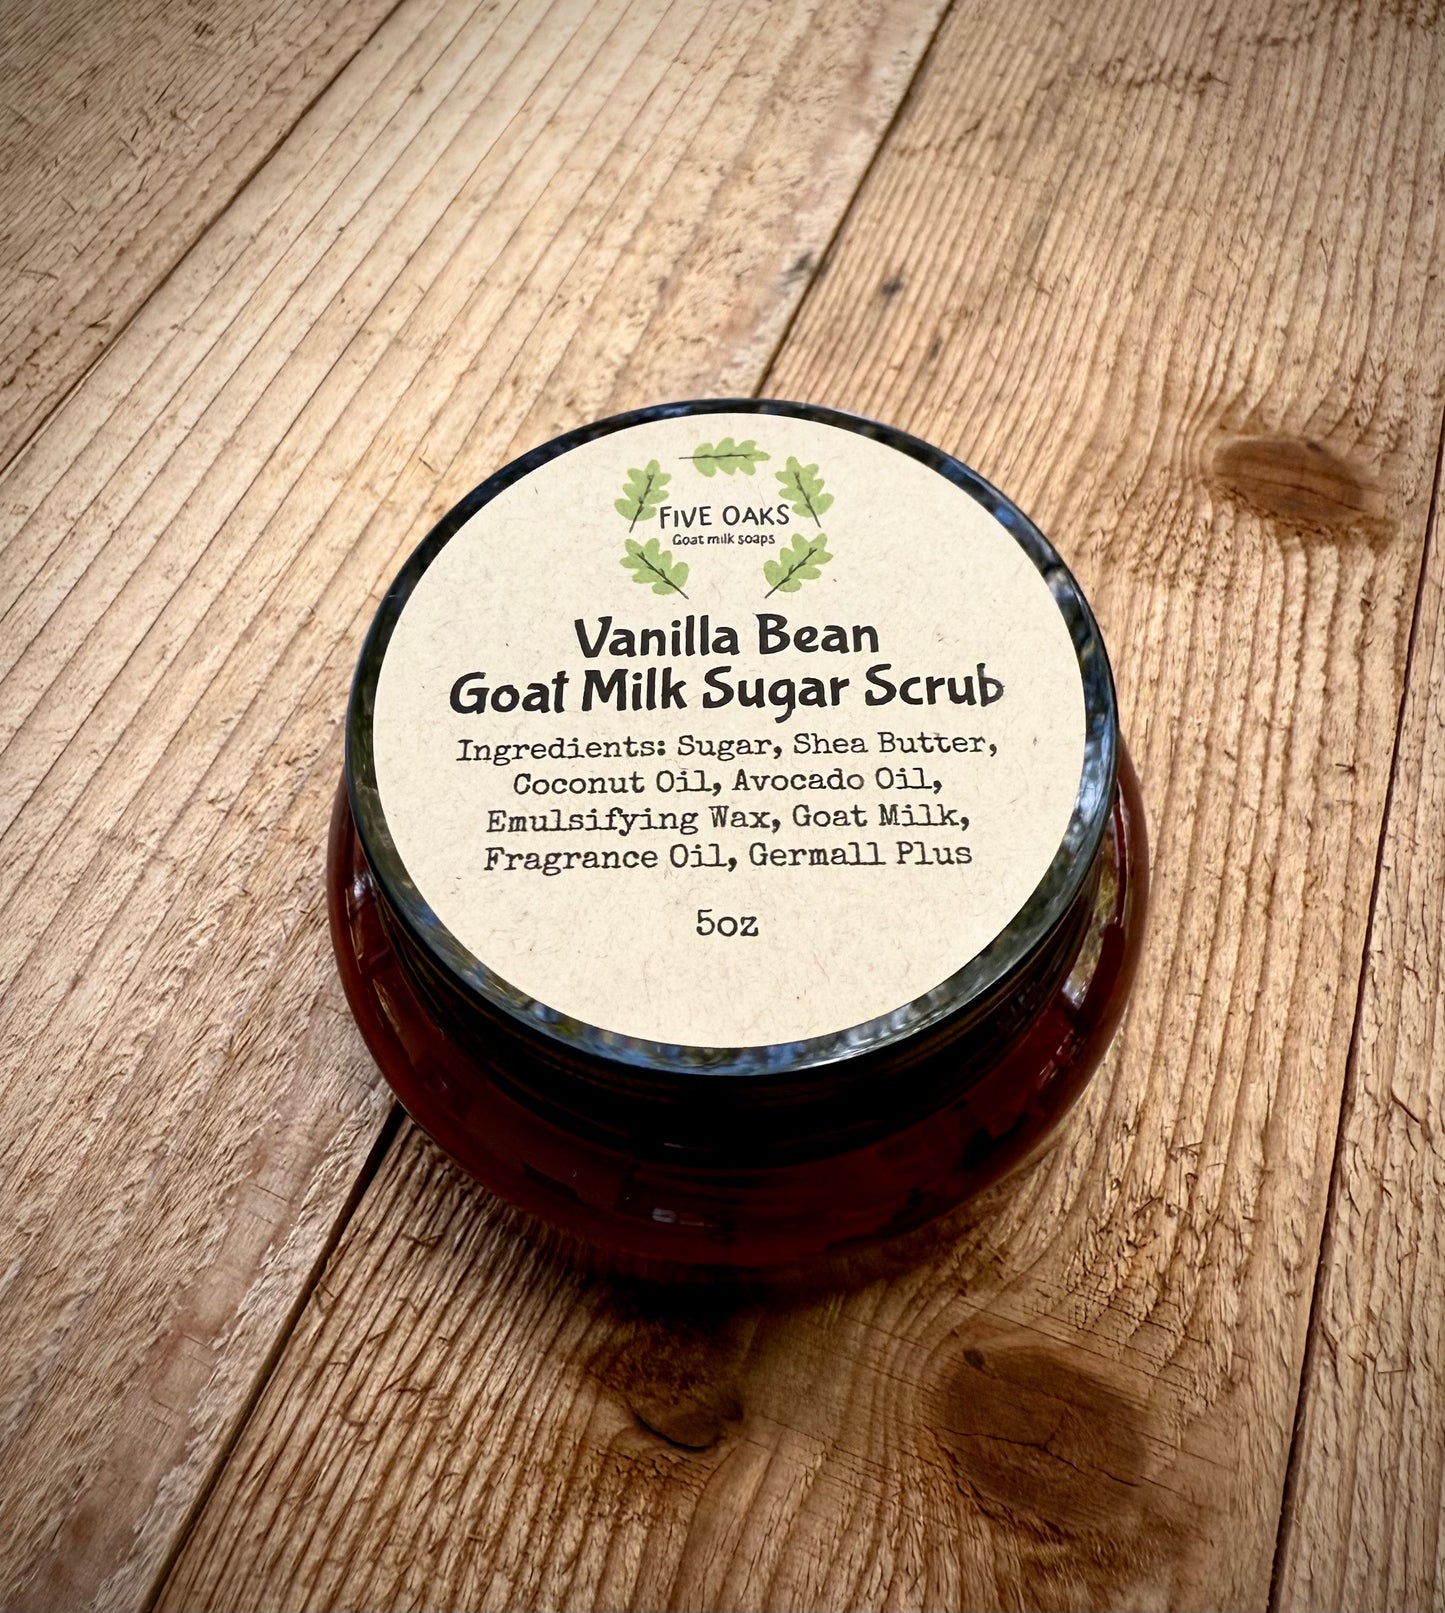 FIVE OAKS
Goat milk soaps
Vanilla Bean
Goat Milk Sugar Scrub
Ingredients: Sugar, Shea Butter,
Coconut Oil, Avocado Oil,
Emulsifying Wax, Goat Milk,
Fragrance Oil, Germall Plus
5oz